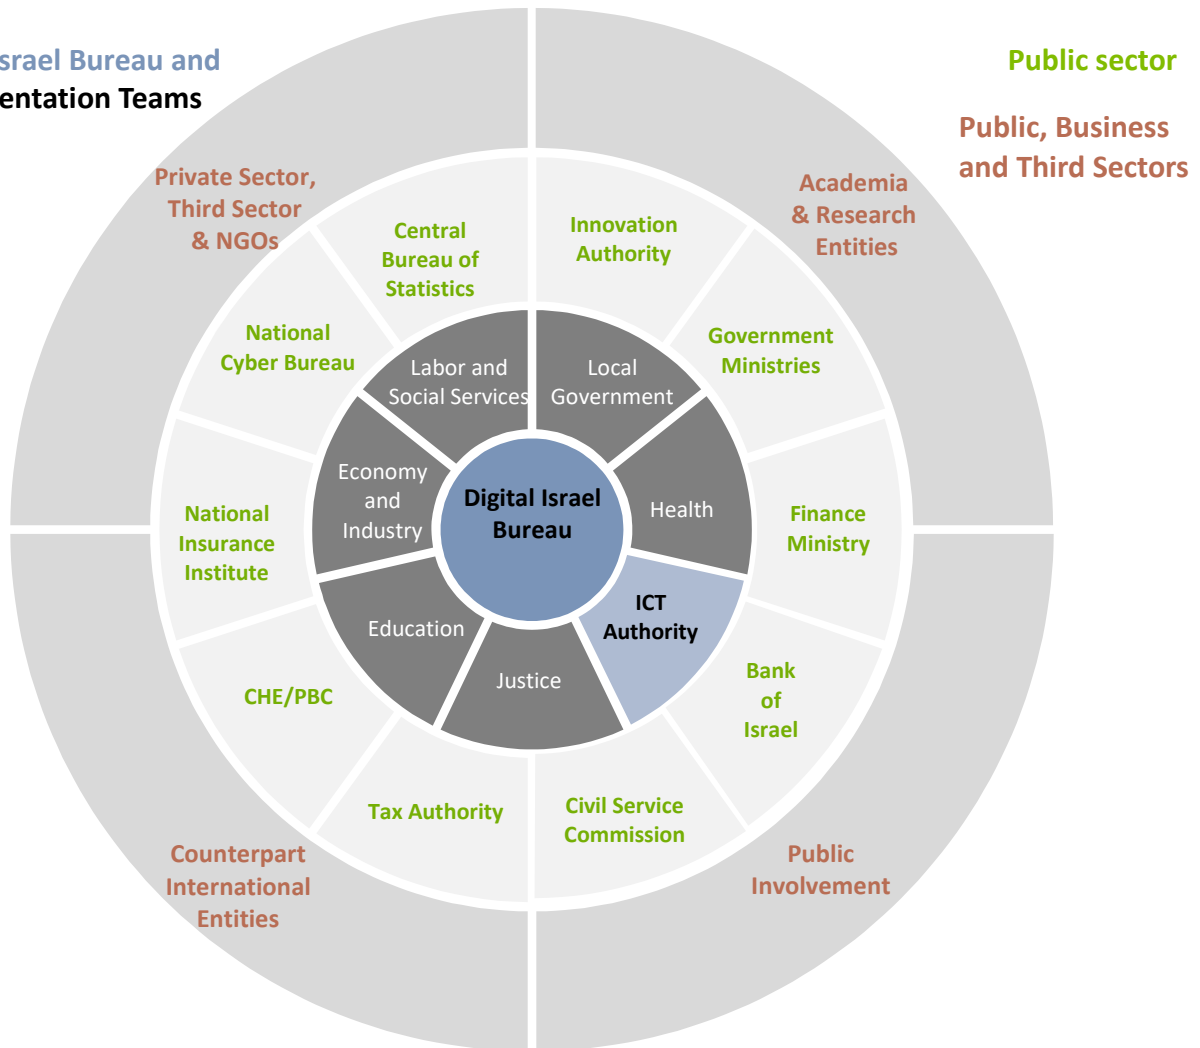 srael Bureau and
entation Teams
Public sector
Public, Business
and Third Sectors
Private Sector,
Third Sector
& NGOs
Academia
& Research
Entities
Central
Bureau of
Statistics
Innovation
Authority
National
Cyber Bureau
Government
Ministries
Labor and
Social Services
Local
Government
Economy
and
Industry
Digital Israel
Bureau
Health
National
Insurance
Institute
Finance
Ministry
Education
ICT
Authority
Justice
CHE/PBC
Bank
of
Israel
Tax Authority
Civil Service
Commission
Counterpart
International
Entities
Public
Involvement